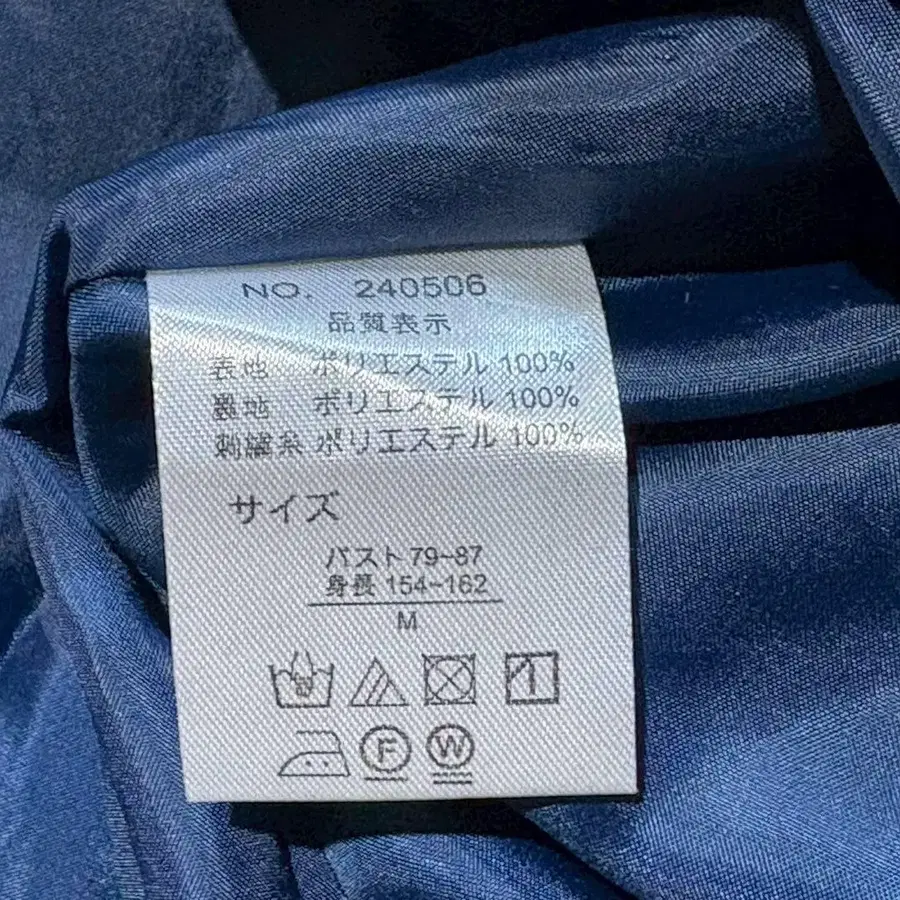 NO. 240506
品質表示
表地 ポリエステル 100%
裏地 ポリエステル 100%
刺繍糸 ポリエステル 100%
サイズ
バスト 79~87
身長 154~162
M
F W